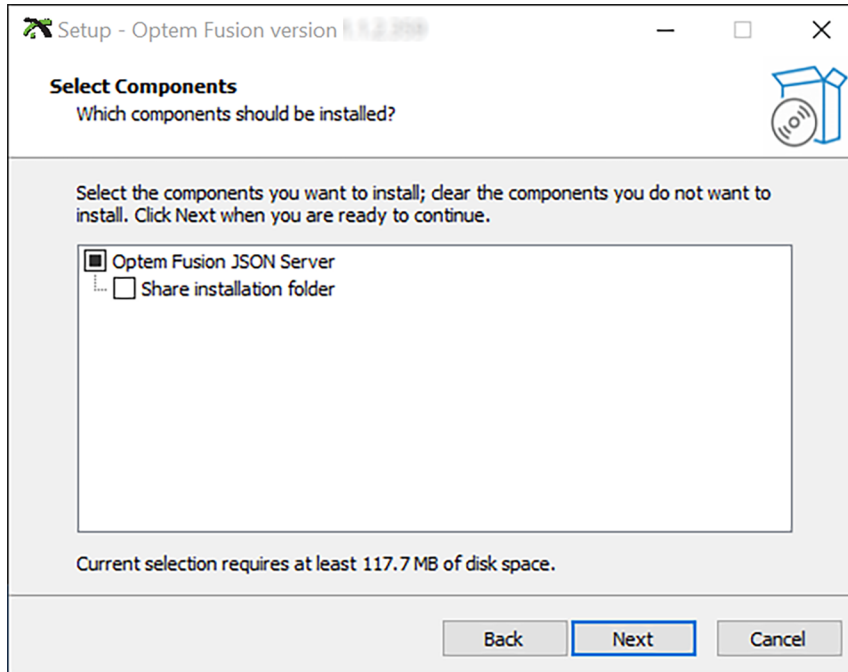 Setup - Optem Fusion version
Select Components
Which components should be installed?
Select the components you want to install; clear the components you do not want to
install. Click Next when you are ready to continue.
Optem Fusion JSON Server
Share installation folder
Current selection requires at least 117.7 MB of disk space.
Back Next Cancel